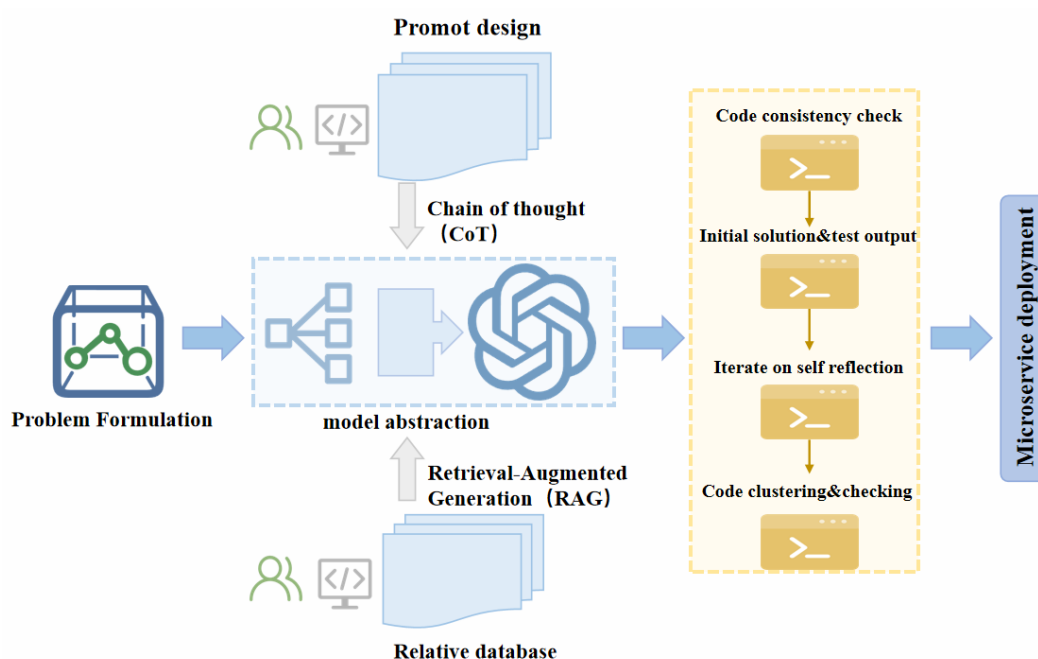 Promot design
Chain of thought
（CoT）
Problem Formulation
model abstraction
Retrieval-Augmented
Generation（RAG）
Relative database
Code consistency check
Initial solution&test output
Iterate on self reflection
Code clustering&checking
Microservice deployment